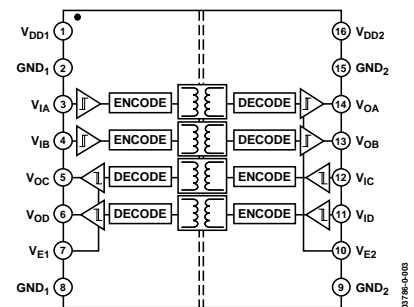 VDD1 1 16 VDD2
GND1 2 15 GND2
VIA 3 ENCODE DECODE 14 VOA
VIB 4 ENCODE DECODE 13 VOB
VOC 5 DECODE ENCODE 12 VIC
VOD 6 DECODE ENCODE 11 VID
VE1 7 10 VE2
GND1 8 9 GND2
03786-0-003